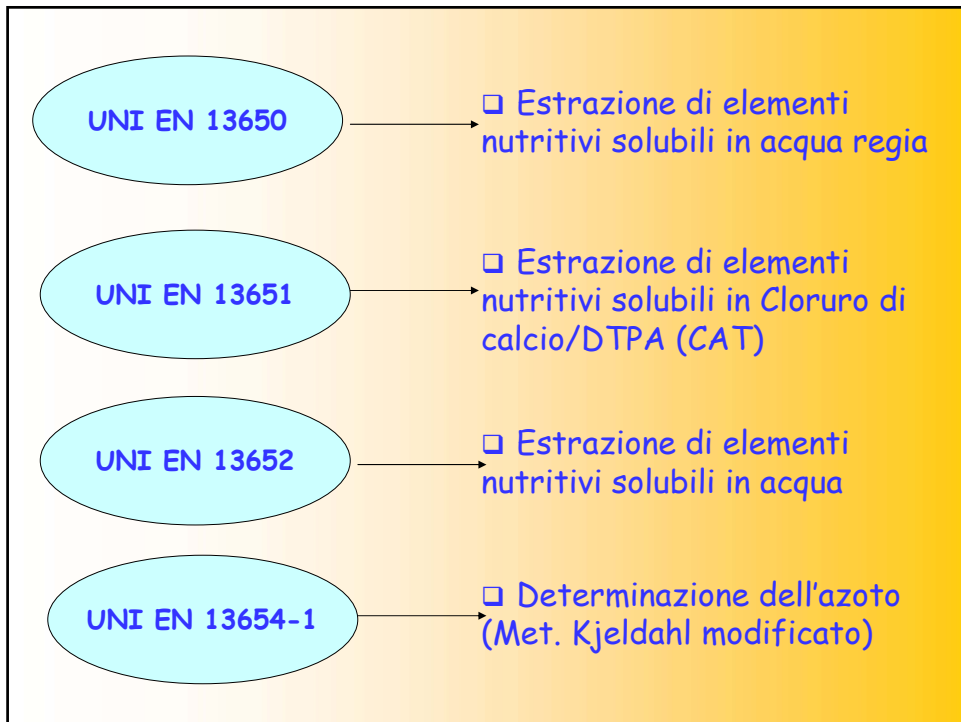 UNI EN 13650
❑ Estrazione di elementi
nutritivi solubili in acqua regia
UNI EN 13651
❑ Estrazione di elementi
nutritivi solubili in Cloruro di
calcio/DTPA (CAT)
UNI EN 13652
❑ Estrazione di elementi
nutritivi solubili in acqua
UNI EN 13654-1
❑ Determinazione dell’azoto
(Met. Kjeldahl modificato)